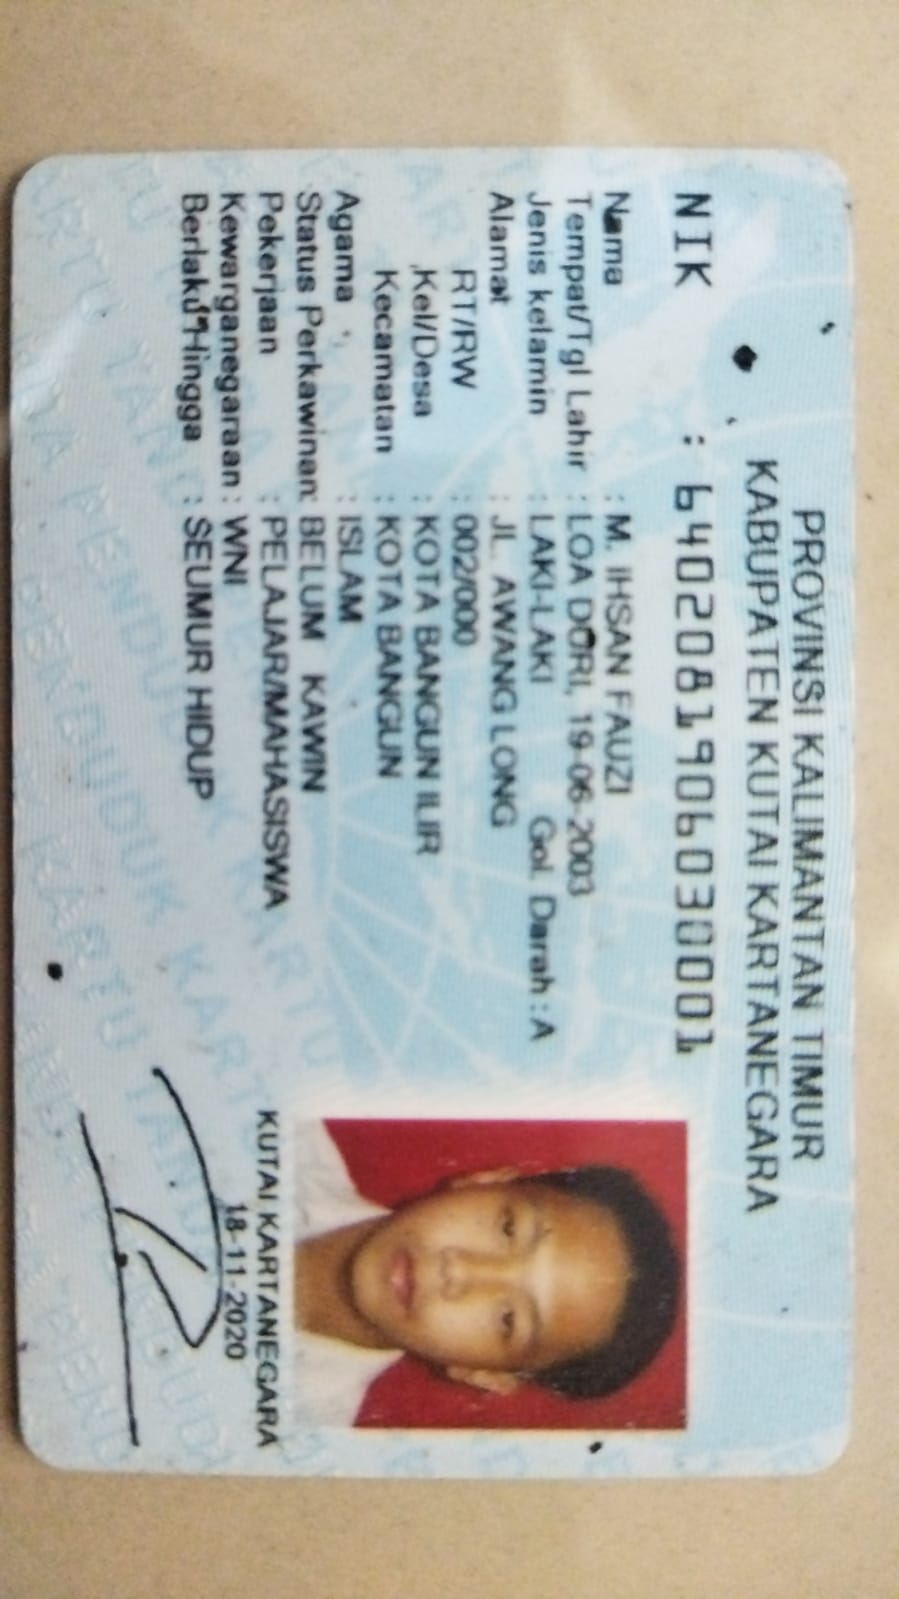 PROVINSI KALIMANTAN TIMUR
KABUPATEN KUTAI KARTANEGARA
NIK : 6402081906030001
Nama : M. IHSAN FAUZI
Tempat/Tgl Lahir : LOA DURI, 19-06-2003
Jenis kelamin : LAKI-LAKI Gol. Darah : A
Alamat : JL. AWANG LONG
RT/RW : 002/000
Kel/Desa : KOTA BANGUN ILIR
Kecamatan : KOTA BANGUN
Agama : ISLAM
Status Perkawinan: BELUM KAWIN
Pekerjaan : PELAJAR/MAHASISWA
Kewarganegaraan : WNI
Berlaku Hingga : SEUMUR HIDUP
KUTAI KARTANEGARA
18-11-2020